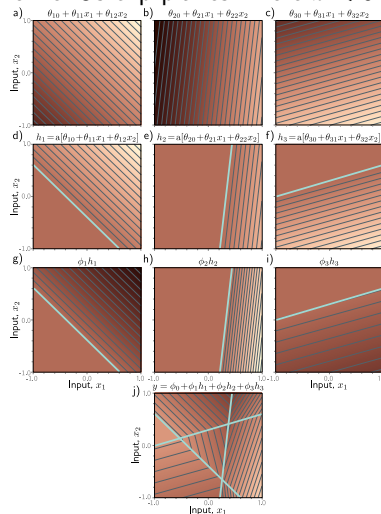 a) θ10 + θ11x1 + θ12x2 b) θ20 + θ21x1 + θ22x2 c) θ30 + θ31x1 + θ32x2
1.0
Input, x2
0.0
-1.0
d) h1 = a[θ10+θ11x1+θ12x2] e) h2 = a[θ20+θ21x1+θ22x2] f) h3 = a[θ30+θ31x1+θ32x2]
1.0
Input, x2
0.0
-1.0
g) ϕ1h1 h) ϕ2h2 i) ϕ3h3
1.0
Input, x2
0.0
-1.0
-1.0 0.0 1.0 -1.0 0.0 1.0 -1.0 0.0
Input, x1 Input, x1 Input, x1
j) y = ϕ0 + ϕ1h1 + ϕ2h2 + ϕ3h3
1.0
Input, x2
0.0
-1.0
-1.0 0.0 1.0
Input, x1